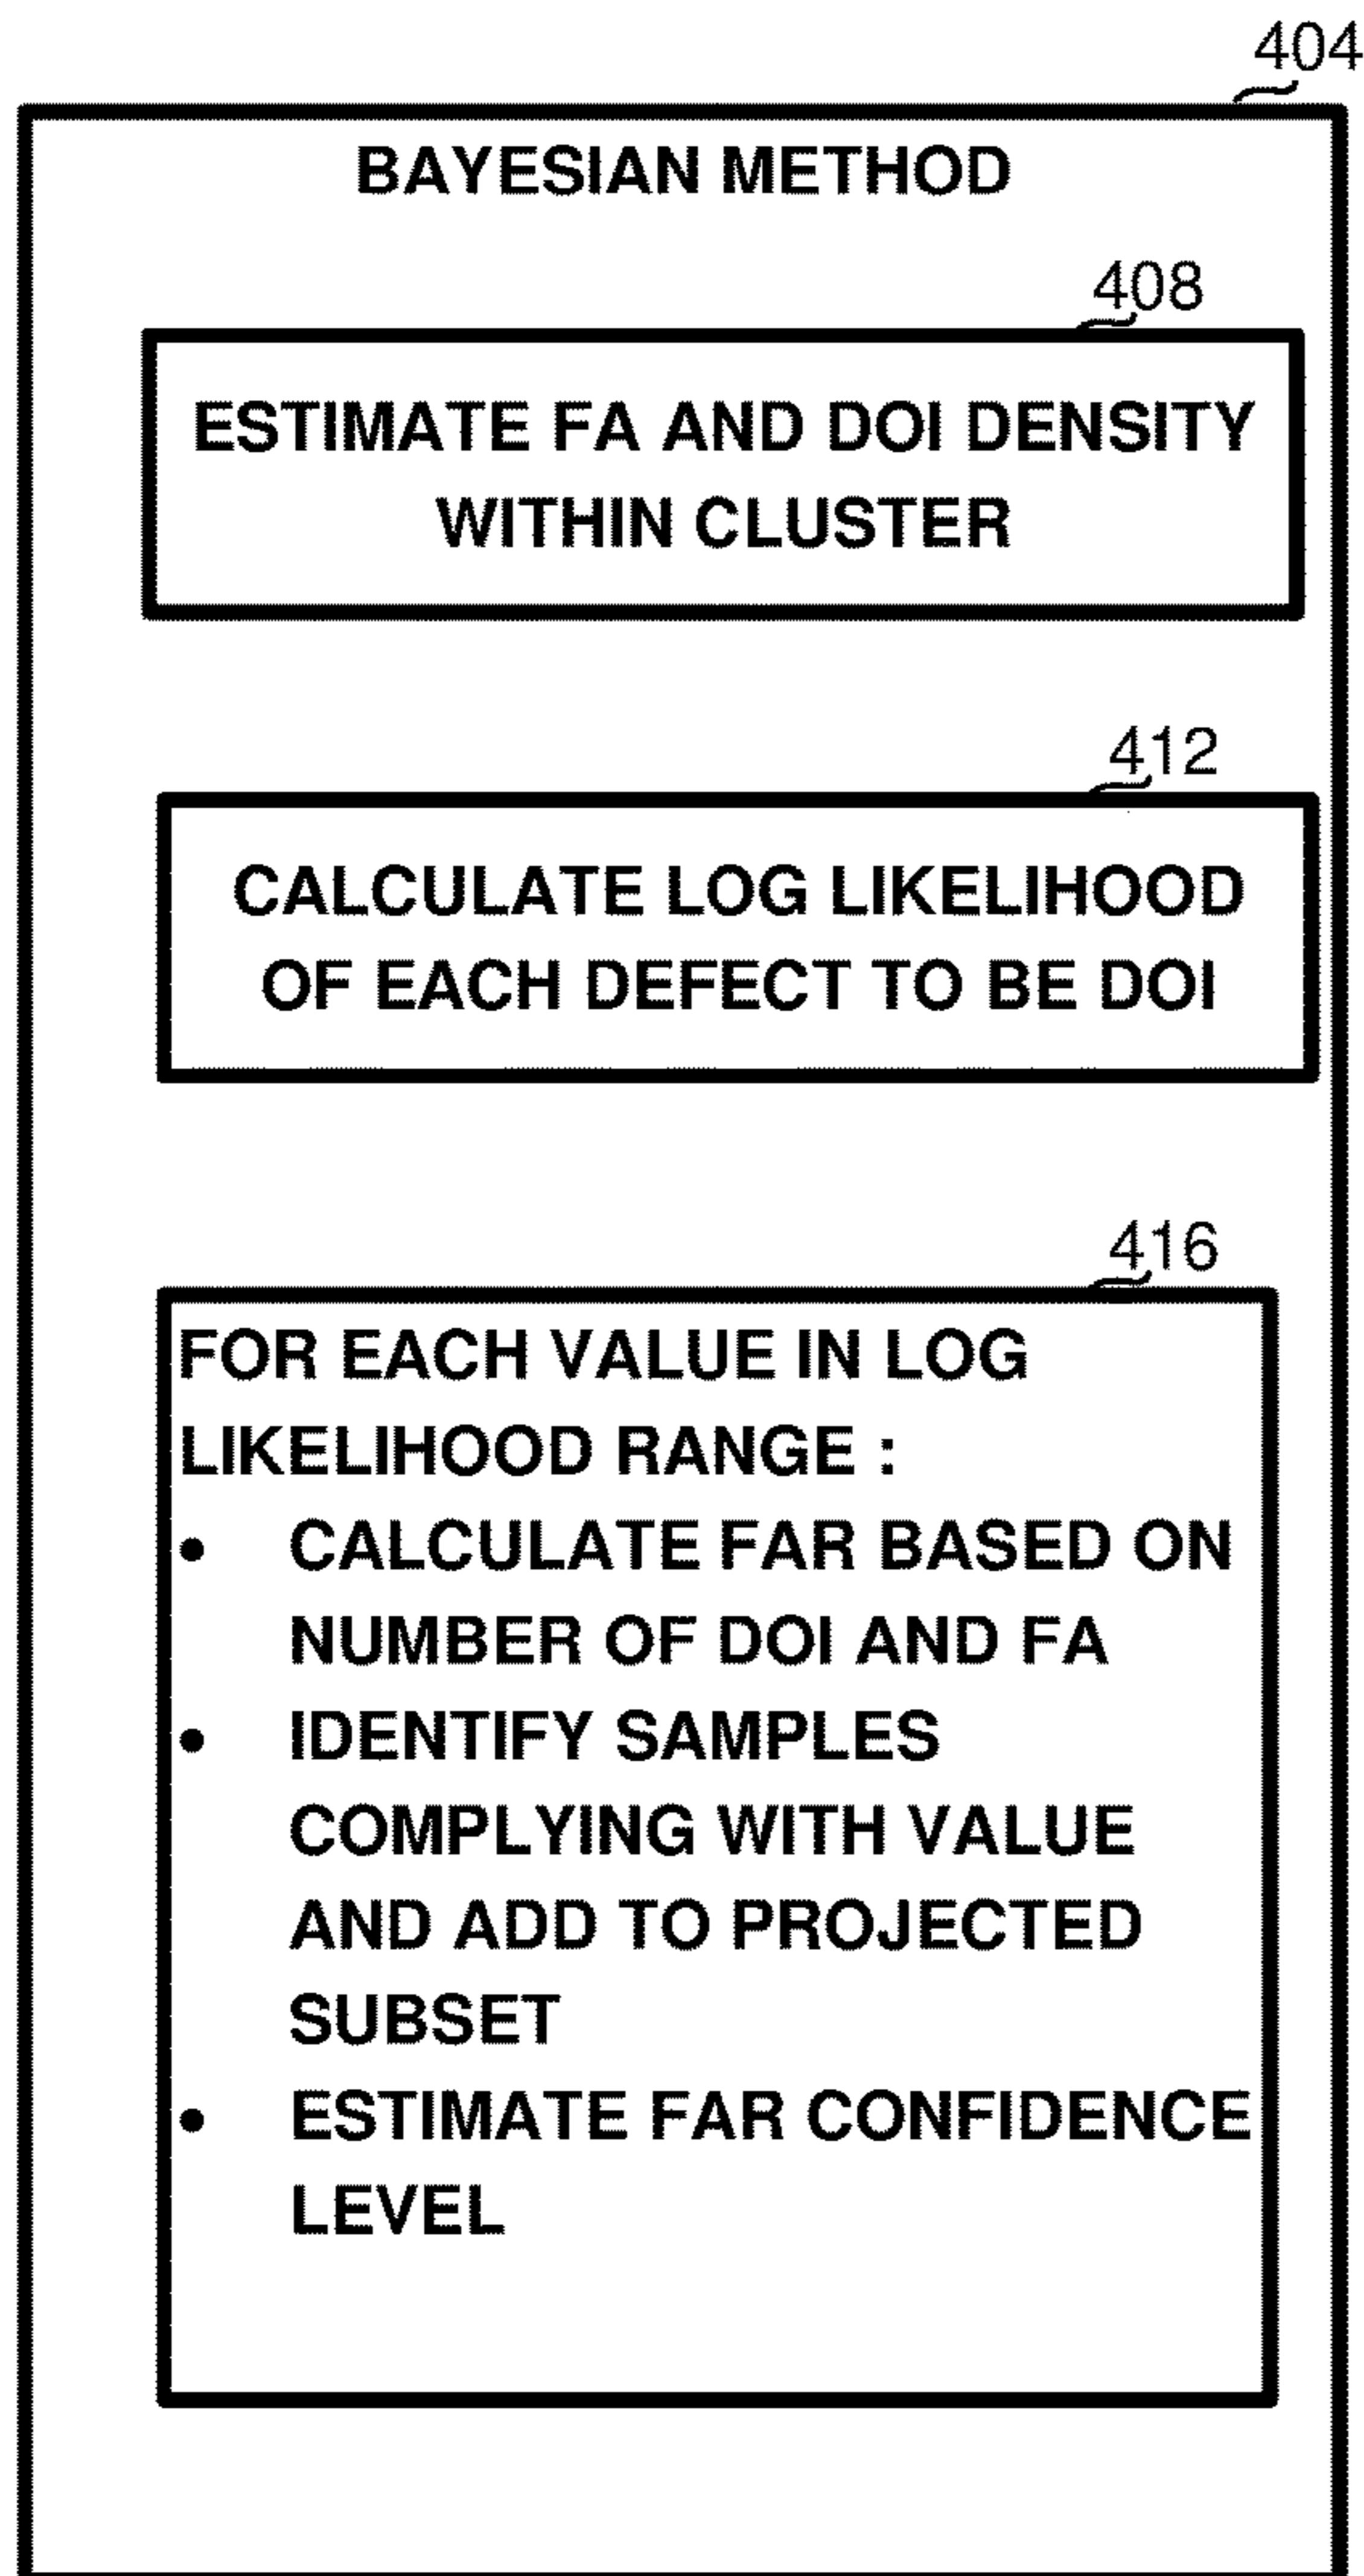 404
BAYESIAN METHOD
408
ESTIMATE FA AND DOI DENSITY
WITHIN CLUSTER
412
CALCULATE LOG LIKELIHOOD
OF EACH DEFECT TO BE DOI
416
FOR EACH VALUE IN LOG
LIKELIHOOD RANGE :
• CALCULATE FAR BASED ON
NUMBER OF DOI AND FA
• IDENTIFY SAMPLES
COMPLYING WITH VALUE
AND ADD TO PROJECTED
SUBSET
• ESTIMATE FAR CONFIDENCE
LEVEL